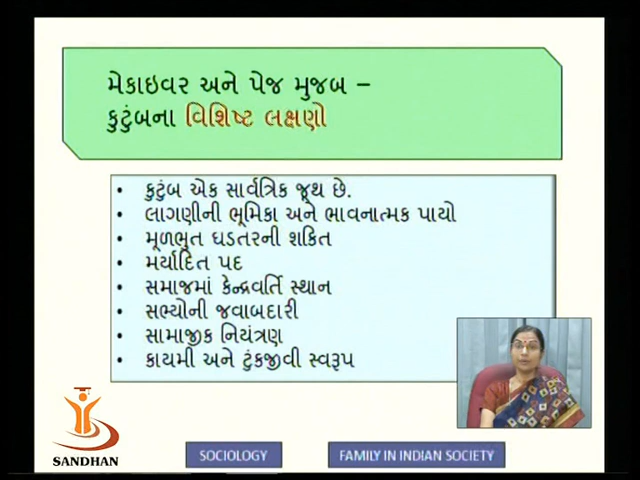 મેકાઇવર અને પેજ મુજબ –
કુટુંબના વિશિષ્ટ લક્ષણો
• કુટુંબ એક સાર્વત્રિક જૂથ છે.
• લાગણીની ભૂમિકા અને ભાવનાત્મક પાયો
• મૂળભુત ઘડતરની શકિત
• મર્યાદિત પદ
• સમાજમાં કેન્દ્રવર્તિ સ્થાન
• સભ્યોની જવાબદારી
• સામાજીક નિયંત્રણ
• કાયમી અને ટુંકજીવી સ્વરૂપ
SANDHAN
SOCIOLOGY
FAMILY IN INDIAN SOCIETY